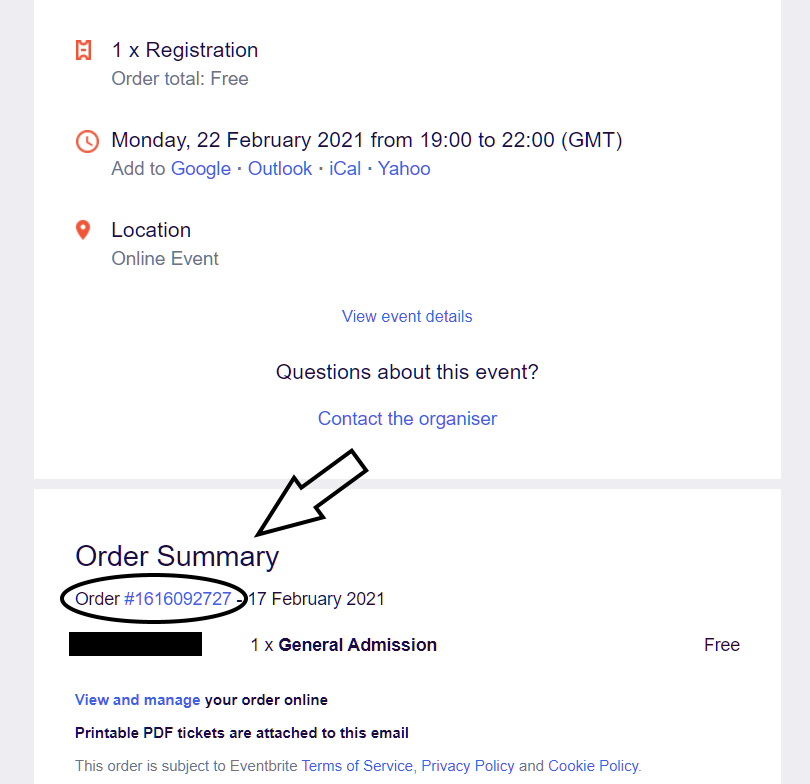 1 x Registration
Order total: Free
Monday, 22 February 2021 from 19:00 to 22:00 (GMT)
Add to Google · Outlook · iCal · Yahoo
Location
Online Event
View event details
Questions about this event?
Contact the organiser
Order Summary
Order #1616092727 - 17 February 2021
1 x General Admission Free
View and manage your order online
Printable PDF tickets are attached to this email
This order is subject to Eventbrite Terms of Service, Privacy Policy and Cookie Policy.